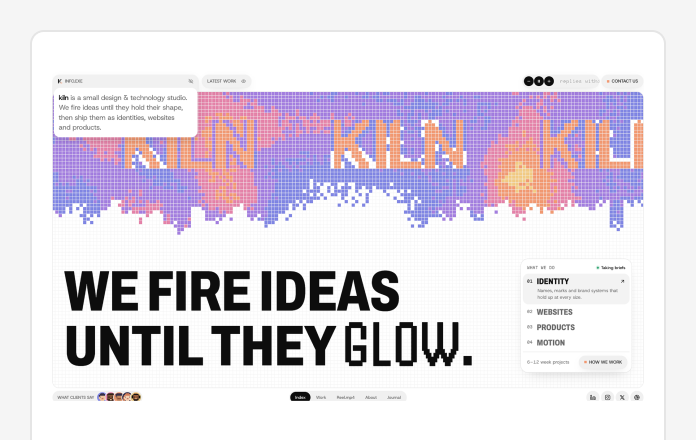 INFO.EXE
LATEST WORK
replies withi
CONTACT US
kiln is a small design & technology studio.
We fire ideas until they hold their shape,
then ship them as identities, websites
and products.
KILN KILN KIL
WE FIRE IDEAS
UNTIL THEY GLOW.
WHAT WE DO
Taking briefs
01 IDENTITY
Names, marks and brand systems that
hold up at every size.
02 WEBSITES
03 PRODUCTS
04 MOTION
6–12 week projects
HOW WE WORK
WHAT CLIENTS SAY
Index Work About Journal